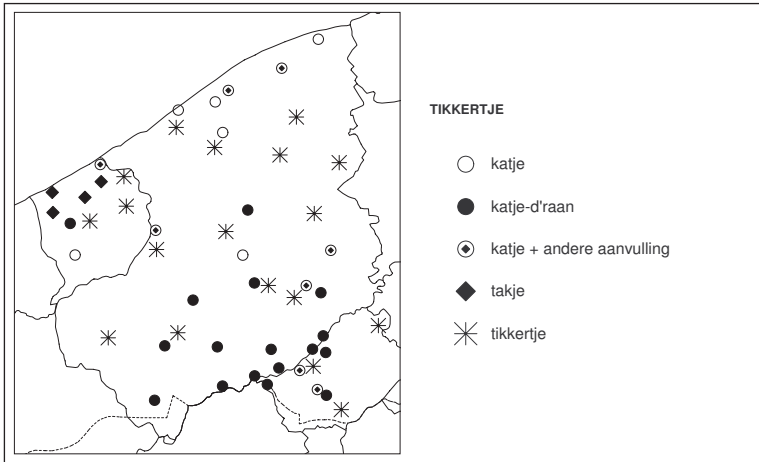 TIKKERTJE
katje
katje-d'raan
katje + andere aanvulling
takje
tikkertje